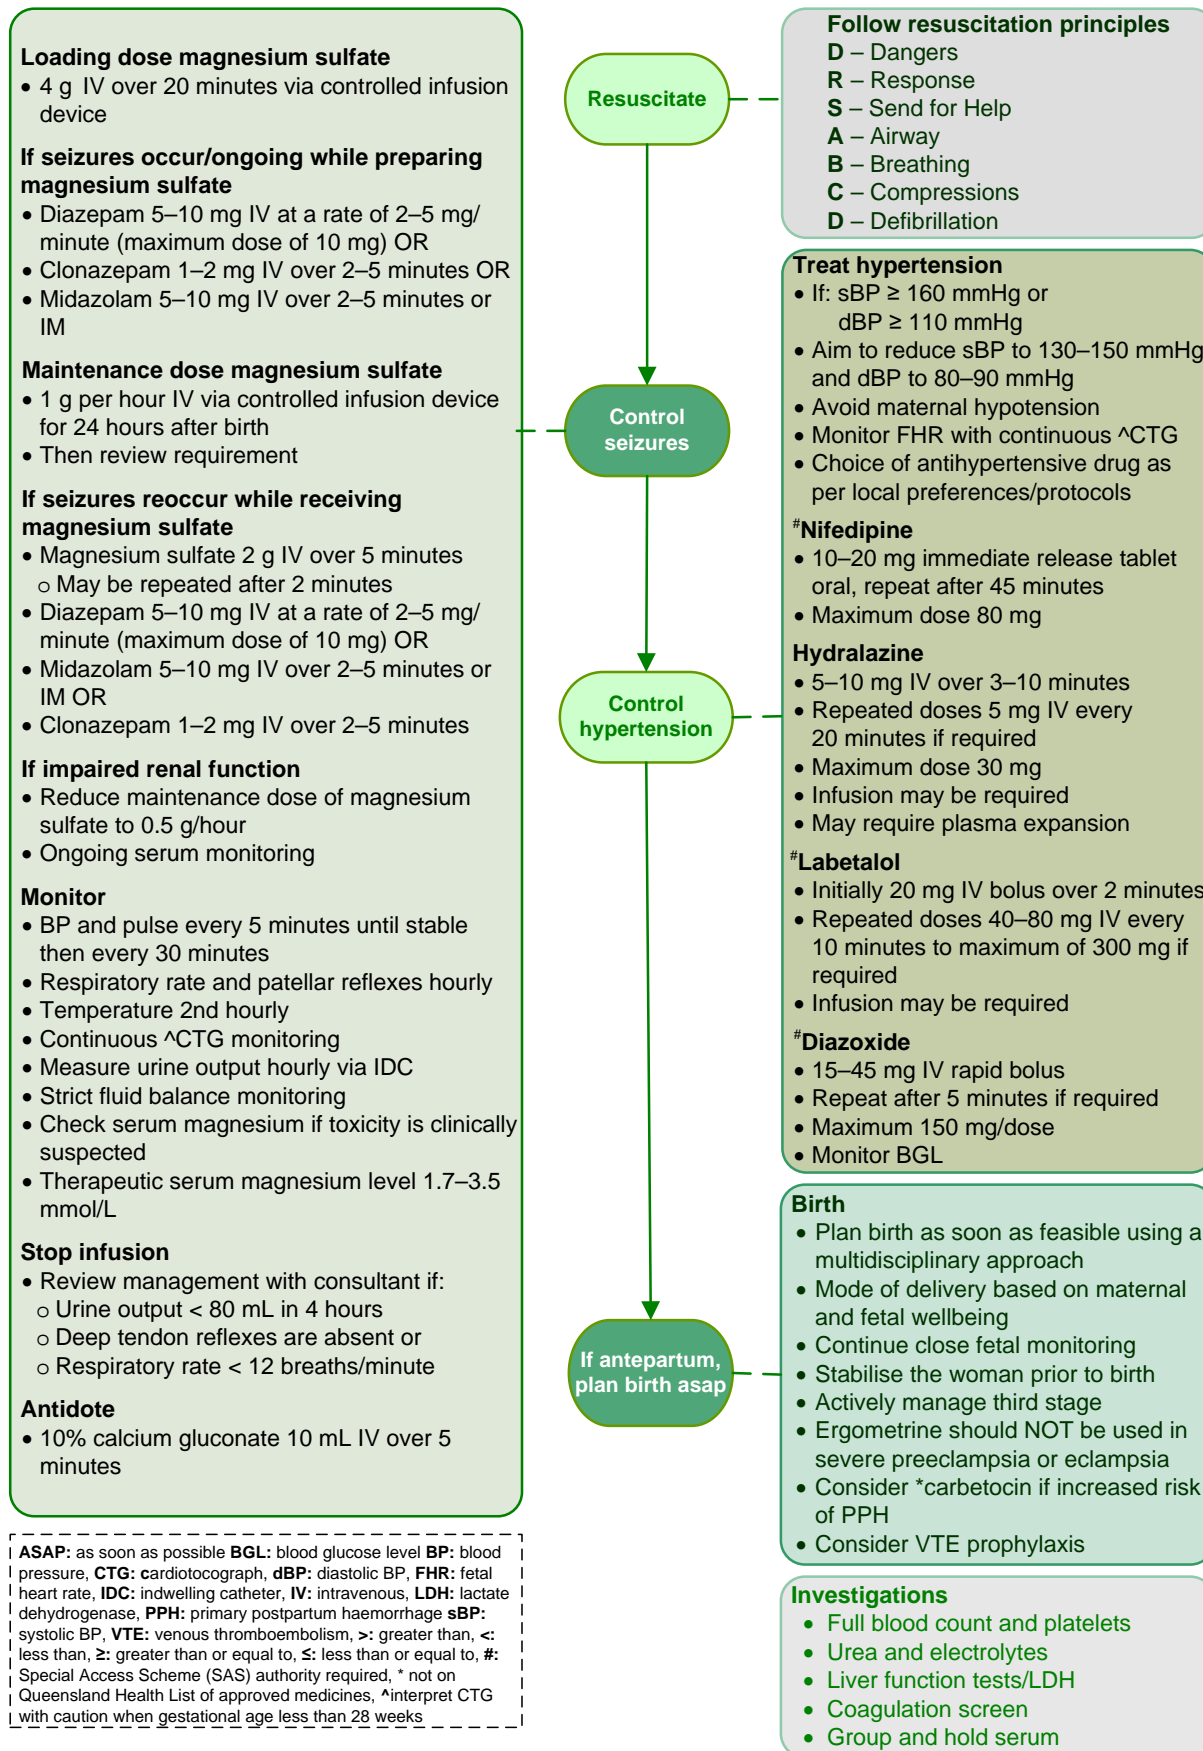 Loading dose magnesium sulfate
• 4 g IV over 20 minutes via controlled infusion
device
If seizures occur/ongoing while preparing
magnesium sulfate
• Diazepam 5–10 mg IV at a rate of 2–5 mg/
minute (maximum dose of 10 mg) OR
• Clonazepam 1–2 mg IV over 2–5 minutes OR
• Midazolam 5–10 mg IV over 2–5 minutes or
IM
Maintenance dose magnesium sulfate
• 1 g per hour IV via controlled infusion device
for 24 hours after birth
• Then review requirement
If seizures reoccur while receiving
magnesium sulfate
• Magnesium sulfate 2 g IV over 5 minutes
o May be repeated after 2 minutes
• Diazepam 5–10 mg IV at a rate of 2–5 mg/
minute (maximum dose of 10 mg) OR
• Midazolam 5–10 mg IV over 2–5 minutes or
IM OR
• Clonazepam 1–2 mg IV over 2–5 minutes
If impaired renal function
• Reduce maintenance dose of magnesium
sulfate to 0.5 g/hour
• Ongoing serum monitoring
Monitor
• BP and pulse every 5 minutes until stable
then every 30 minutes
• Respiratory rate and patellar reflexes hourly
• Temperature 2nd hourly
• Continuous ^CTG monitoring
• Measure urine output hourly via IDC
• Strict fluid balance monitoring
• Check serum magnesium if toxicity is clinically
suspected
• Therapeutic serum magnesium level 1.7–3.5
mmol/L
Stop infusion
• Review management with consultant if:
o Urine output < 80 mL in 4 hours
o Deep tendon reflexes are absent or
o Respiratory rate < 12 breaths/minute
Antidote
• 10% calcium gluconate 10 mL IV over 5
minutes
ASAP: as soon as possible BGL: blood glucose level BP: blood
pressure, CTG: cardiotocograph, dBP: diastolic BP, FHR: fetal
heart rate, IDC: indwelling catheter, IV: intravenous, LDH: lactate
dehydrogenase, PPH: primary postpartum haemorrhage sBP:
systolic BP, VTE: venous thromboembolism, >: greater than, <:
less than, ≥: greater than or equal to, ≤: less than or equal to, #:
Special Access Scheme (SAS) authority required, * not on
Queensland Health List of approved medicines, ^interpret CTG
with caution when gestational age less than 28 weeks
Resuscitate
Control
seizures
Control
hypertension
If antepartum,
plan birth asap
Follow resuscitation principles
D – Dangers
R – Response
S – Send for Help
A – Airway
B – Breathing
C – Compressions
D – Defibrillation
Treat hypertension
• If: sBP ≥ 160 mmHg or
dBP ≥ 110 mmHg
• Aim to reduce sBP to 130–150 mmHg
and dBP to 80–90 mmHg
• Avoid maternal hypotension
• Monitor FHR with continuous ^CTG
• Choice of antihypertensive drug as
per local preferences/protocols
#Nifedipine
• 10–20 mg immediate release tablet
oral, repeat after 45 minutes
• Maximum dose 80 mg
Hydralazine
• 5–10 mg IV over 3–10 minutes
• Repeated doses 5 mg IV every
20 minutes if required
• Maximum dose 30 mg
• Infusion may be required
• May require plasma expansion
#Labetalol
• Initially 20 mg IV bolus over 2 minutes
• Repeated doses 40–80 mg IV every
10 minutes to maximum of 300 mg if
required
• Infusion may be required
#Diazoxide
• 15–45 mg IV rapid bolus
• Repeat after 5 minutes if required
• Maximum 150 mg/dose
• Monitor BGL
Birth
• Plan birth as soon as feasible using a
multidisciplinary approach
• Mode of delivery based on maternal
and fetal wellbeing
• Continue close fetal monitoring
• Stabilise the woman prior to birth
• Actively manage third stage
• Ergometrine should NOT be used in
severe preeclampsia or eclampsia
• Consider *carbetocin if increased risk
of PPH
• Consider VTE prophylaxis
Investigations
• Full blood count and platelets
• Urea and electrolytes
• Liver function tests/LDH
• Coagulation screen
• Group and hold serum